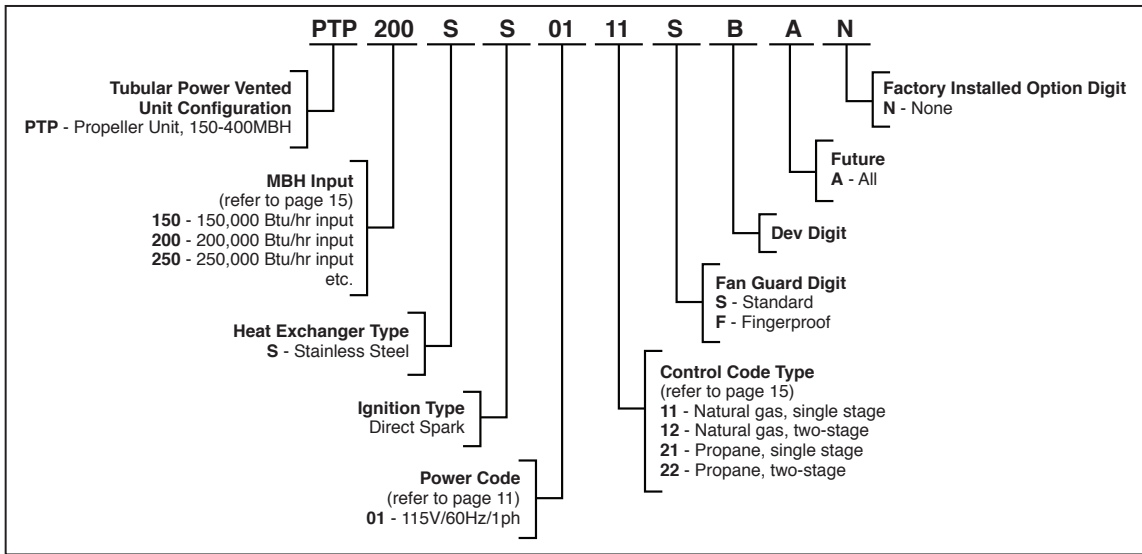 PTP 200 S S 01 11 S B A N
Tubular Power Vented
Unit Configuration
PTP - Propeller Unit, 150-400MBH
Factory Installed Option Digit
N - None
Future
A - All
MBH Input
(refer to page 15)
150 - 150,000 Btu/hr input
200 - 200,000 Btu/hr input
250 - 250,000 Btu/hr input
etc.
Dev Digit
Fan Guard Digit
S - Standard
F - Fingerproof
Heat Exchanger Type
S - Stainless Steel
Control Code Type
(refer to page 15)
11 - Natural gas, single stage
12 - Natural gas, two-stage
21 - Propane, single stage
22 - Propane, two-stage
Ignition Type
Direct Spark
Power Code
(refer to page 11)
01 - 115V/60Hz/1ph